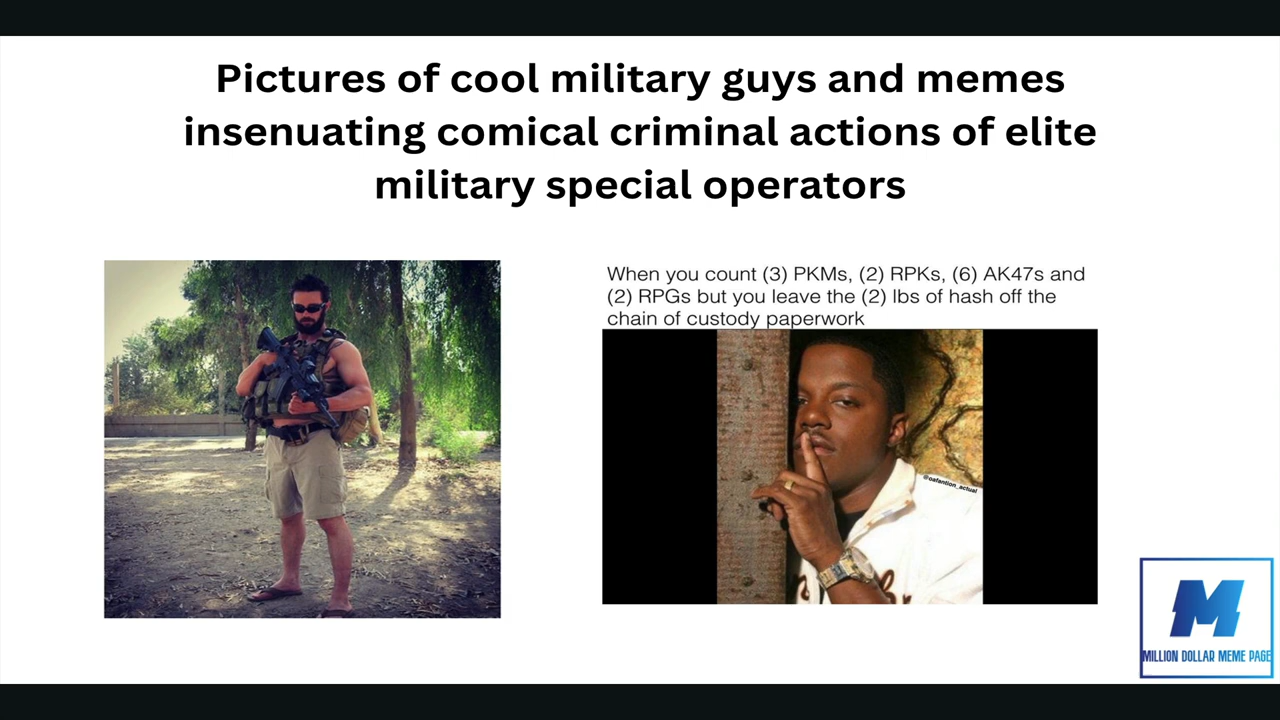 Pictures of cool military guys and memes
insenuating comical criminal actions of elite
military special operators
When you count (3) PKMs, (2) RPKs, (6) AK47s and
(2) RPGs but you leave the (2) lbs of hash off the
chain of custody paperwork
@oafantion_actual
M
MILLION DOLLAR MEME PAGE